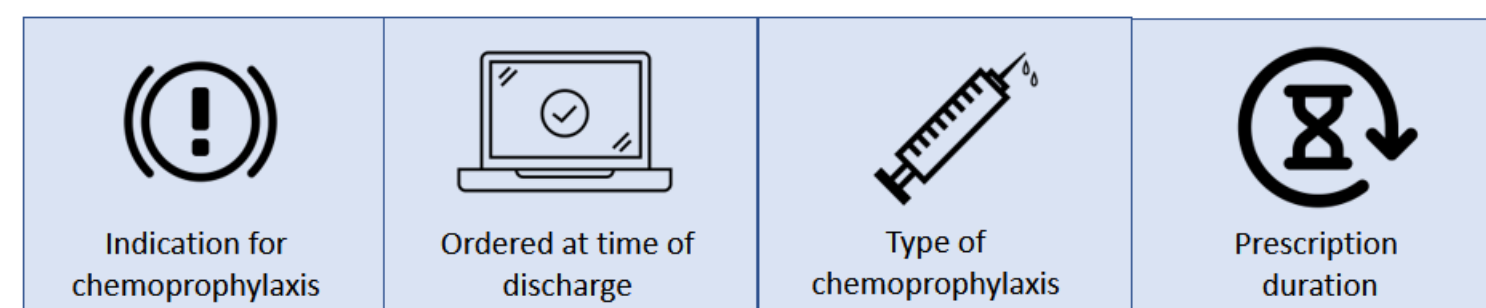 Indication for
chemoprophylaxis
Ordered at time of
discharge
Type of
chemoprophylaxis
Prescription
duration